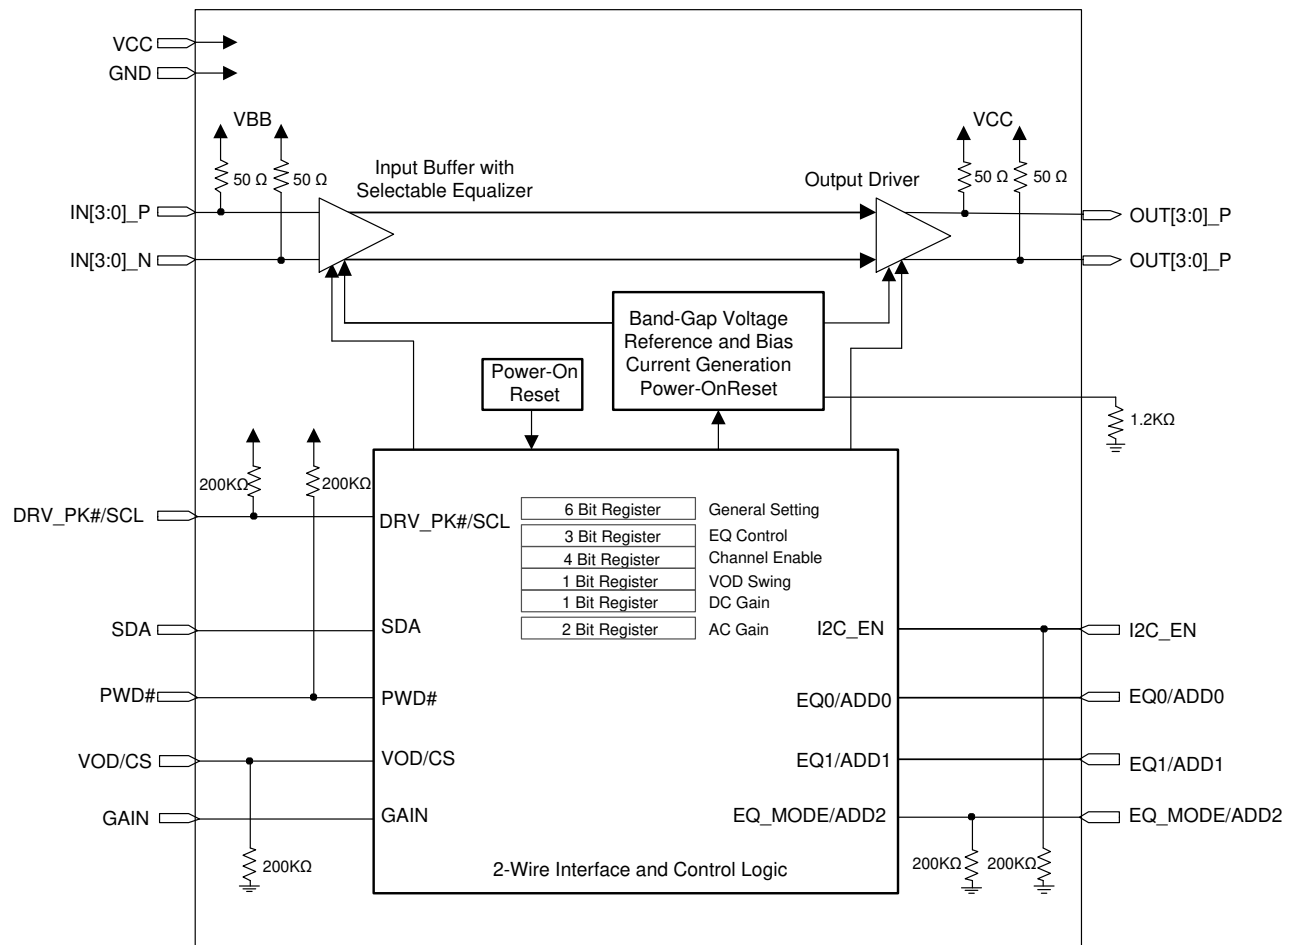 VCC
GND
VBB
VCC
50 Ω
50 Ω
Input Buffer with
Selectable Equalizer
Output Driver
50 Ω
50 Ω
IN[3:0]_P
OUT[3:0]_P
IN[3:0]_N
OUT[3:0]_P
Band-Gap Voltage
Reference and Bias
Current Generation
Power-OnReset
Power-On
Reset
1.2KΩ
200KΩ
200KΩ
DRV_PK#/SCL
DRV_PK#/SCL
6 Bit Register
General Setting
3 Bit Register
EQ Control
4 Bit Register
Channel Enable
1 Bit Register
VOD Swing
1 Bit Register
DC Gain
2 Bit Register
AC Gain
SDA
SDA
I2C_EN
I2C_EN
PWD#
PWD#
EQ0/ADD0
EQ0/ADD0
VOD/CS
VOD/CS
EQ1/ADD1
EQ1/ADD1
GAIN
GAIN
EQ_MODE/ADD2
EQ_MODE/ADD2
200KΩ
2-Wire Interface and Control Logic
200KΩ
200KΩ